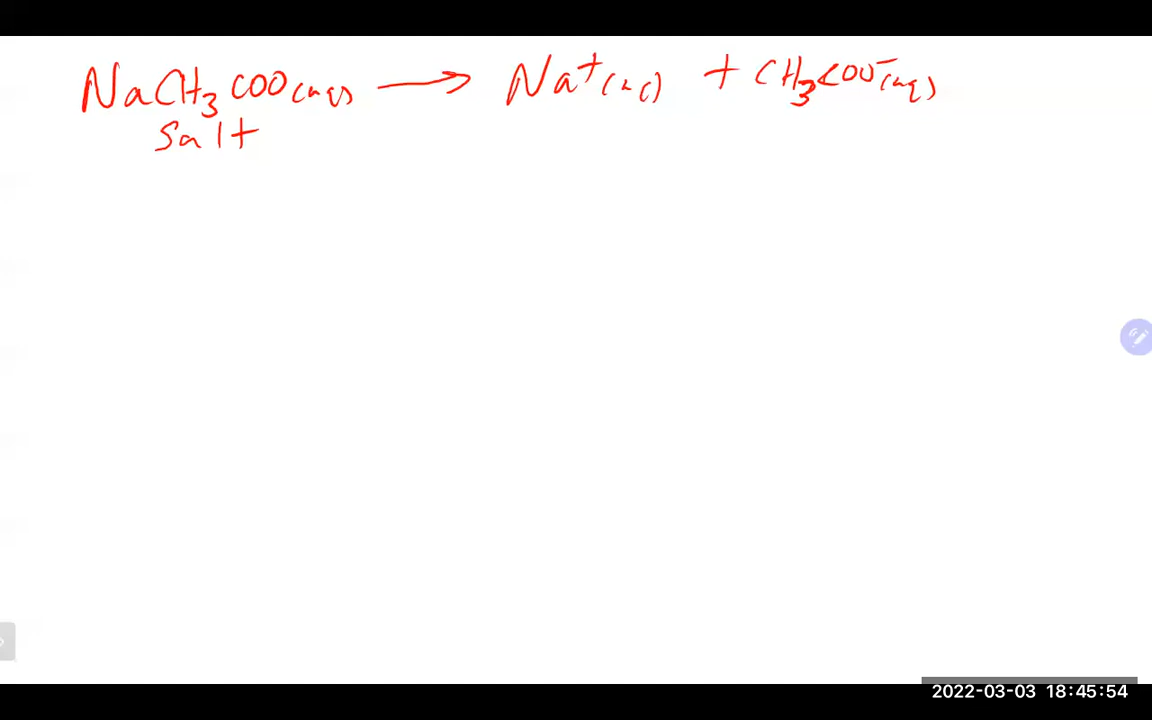 NaCH₃COO(aq) → Na⁺(aq) + CH₃COO⁻(aq)
Salt
2022-03-03 18:45:54